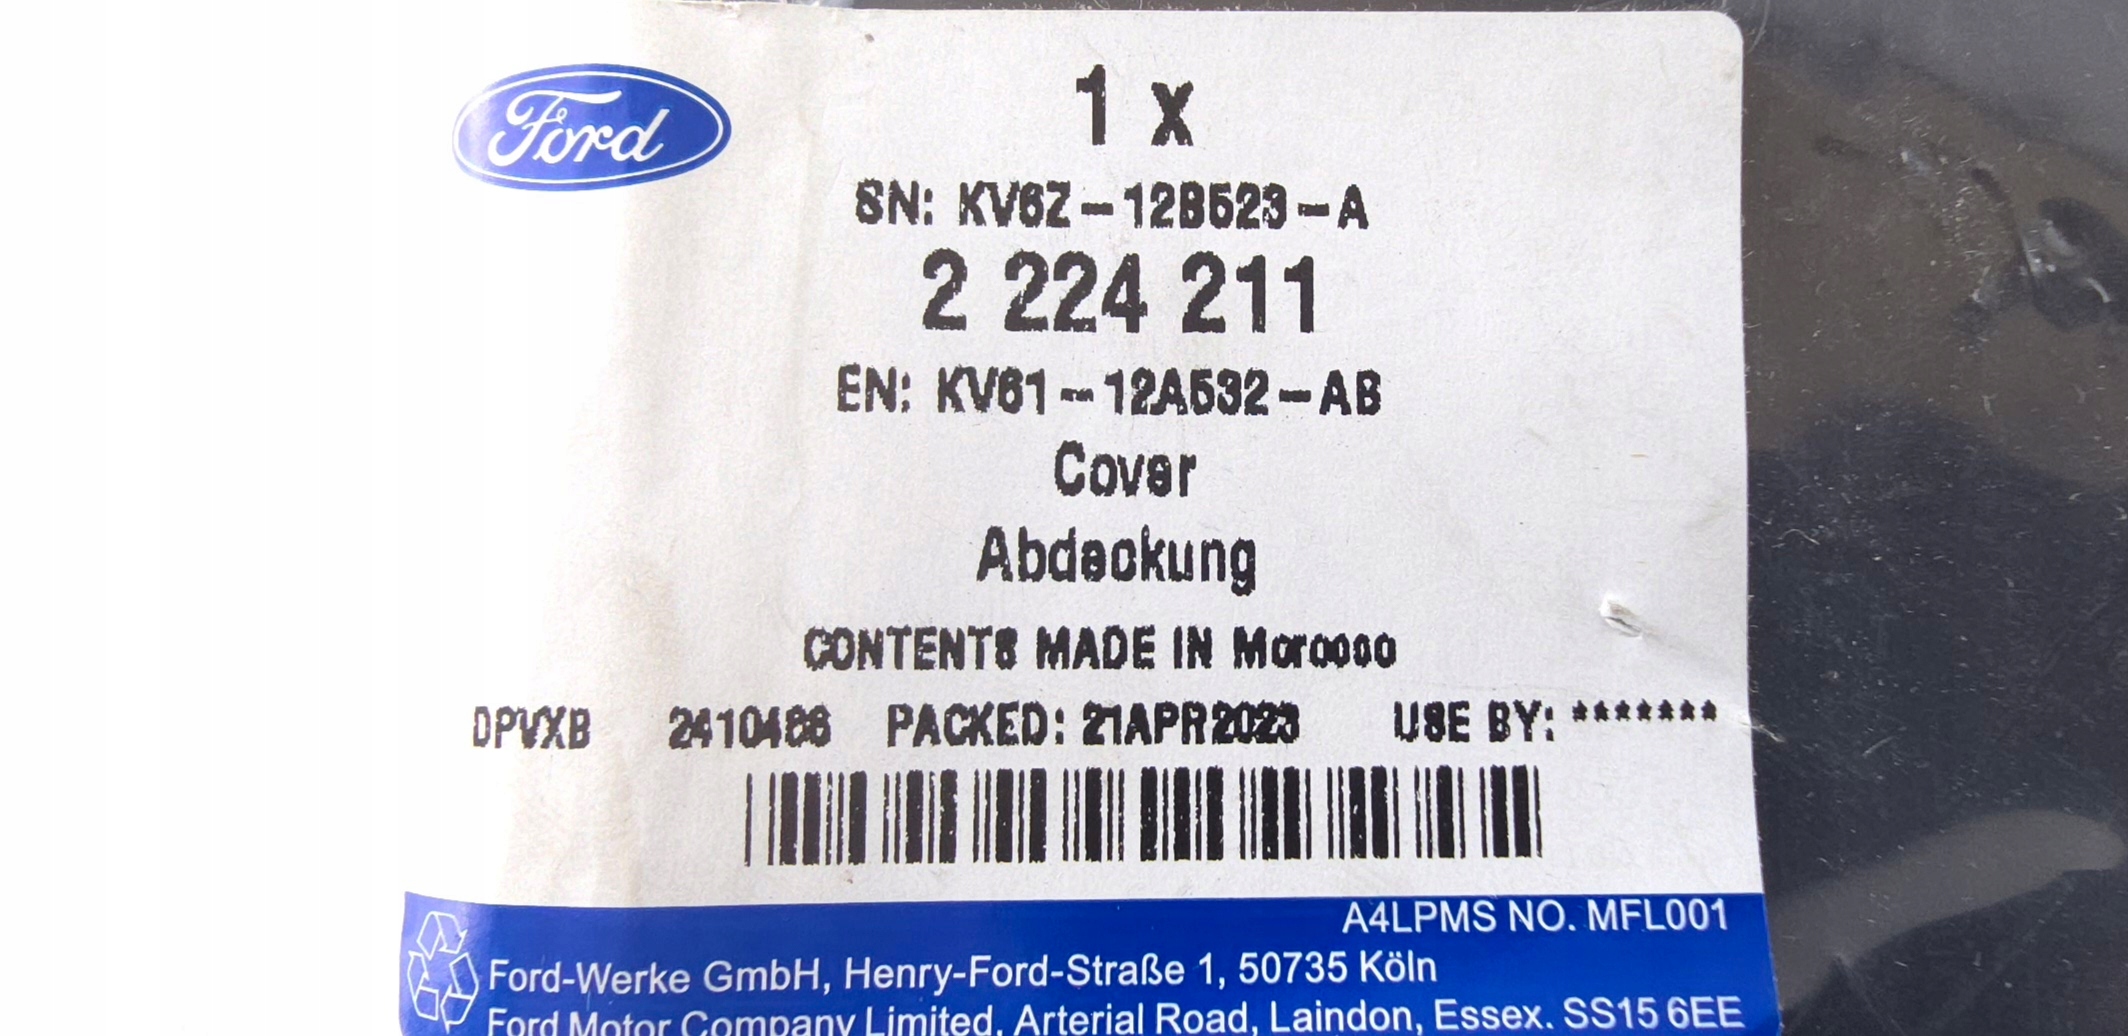 Ford
1 x
SN: KV6Z-12B523-A
2 224 211
EN: KV61-12A532-AB
Cover
Abdeckung
CONTENTS MADE IN Morocco
DPVXB 2410486 PACKED: 21APR2023 USE BY: *******
A4LPMS NO. MFL001
Ford-Werke GmbH, Henry-Ford-Straße 1, 50735 Köln
Ford Motor Company Limited, Arterial Road, Laindon, Essex. SS15 6EE